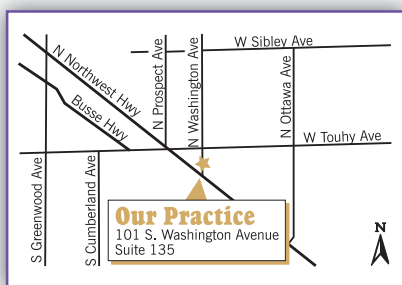 W Sibley Ave
N Northwest Hwy
Busse Hwy
N Prospect Ave
N Washington Ave
N Ottawa Ave
W Touhy Ave
S Greenwood Ave
S Cumberland Ave
Our Practice
101 S. Washington Avenue
Suite 135
N